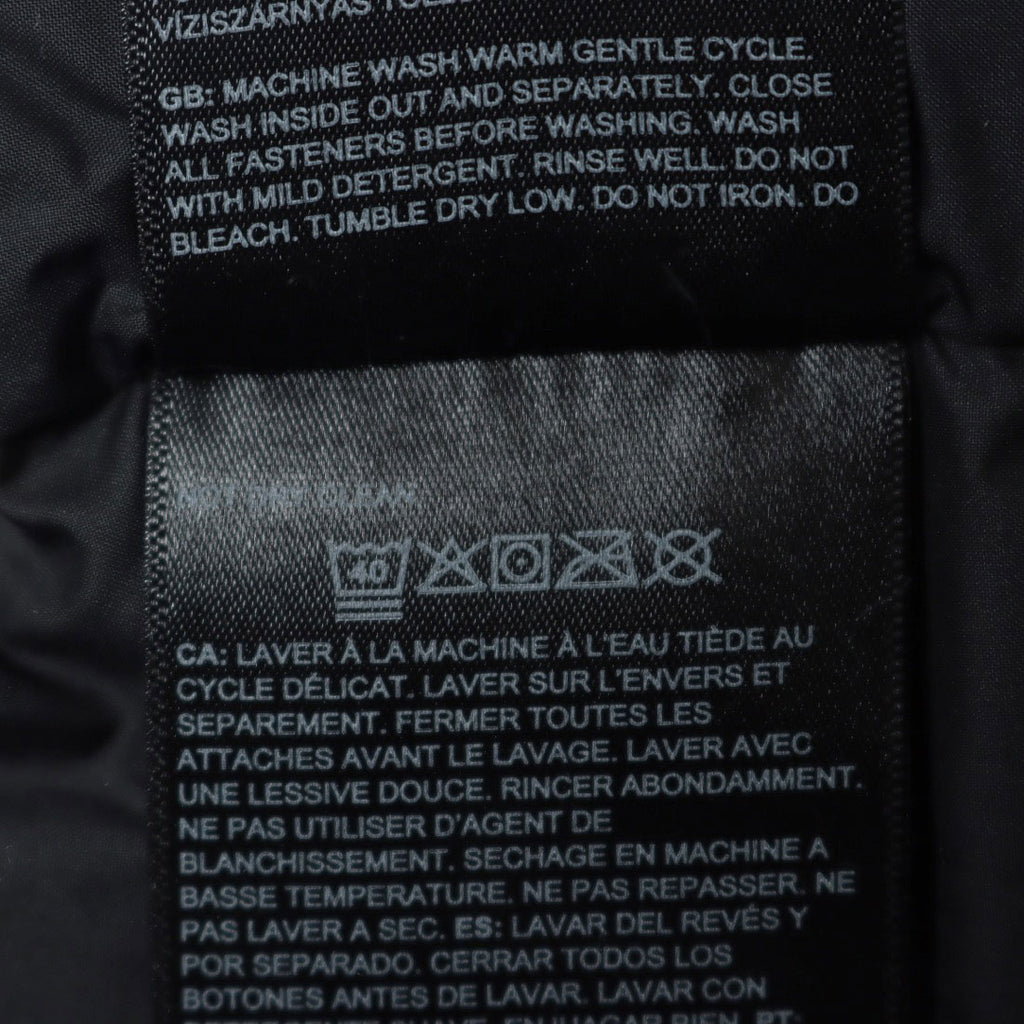 VÍZISZÁRNYAS
GB: MACHINE WASH WARM GENTLE CYCLE.
WASH INSIDE OUT AND SEPARATELY. CLOSE
ALL FASTENERS BEFORE WASHING. WASH
WITH MILD DETERGENT. RINSE WELL. DO NOT
BLEACH. TUMBLE DRY LOW. DO NOT IRON. DO
NOT DRY CLEAN
40
CA: LAVER À LA MACHINE À L'EAU TIÈDE AU
CYCLE DÉLICAT. LAVER SUR L'ENVERS ET
SEPAREMENT. FERMER TOUTES LES
ATTACHES AVANT LE LAVAGE. LAVER AVEC
UNE LESSIVE DOUCE. RINCER ABONDAMMENT.
NE PAS UTILISER D'AGENT DE
BLANCHISSEMENT. SECHAGE EN MACHINE A
BASSE TEMPERATURE. NE PAS REPASSER. NE
PAS LAVER A SEC. ES: LAVAR DEL REVÉS Y
POR SEPARADO. CERRAR TODOS LOS
BOTONES ANTES DE LAVAR. LAVAR CON
DETERGENTE SUAVE. ENJUAGAR BIEN. PT: